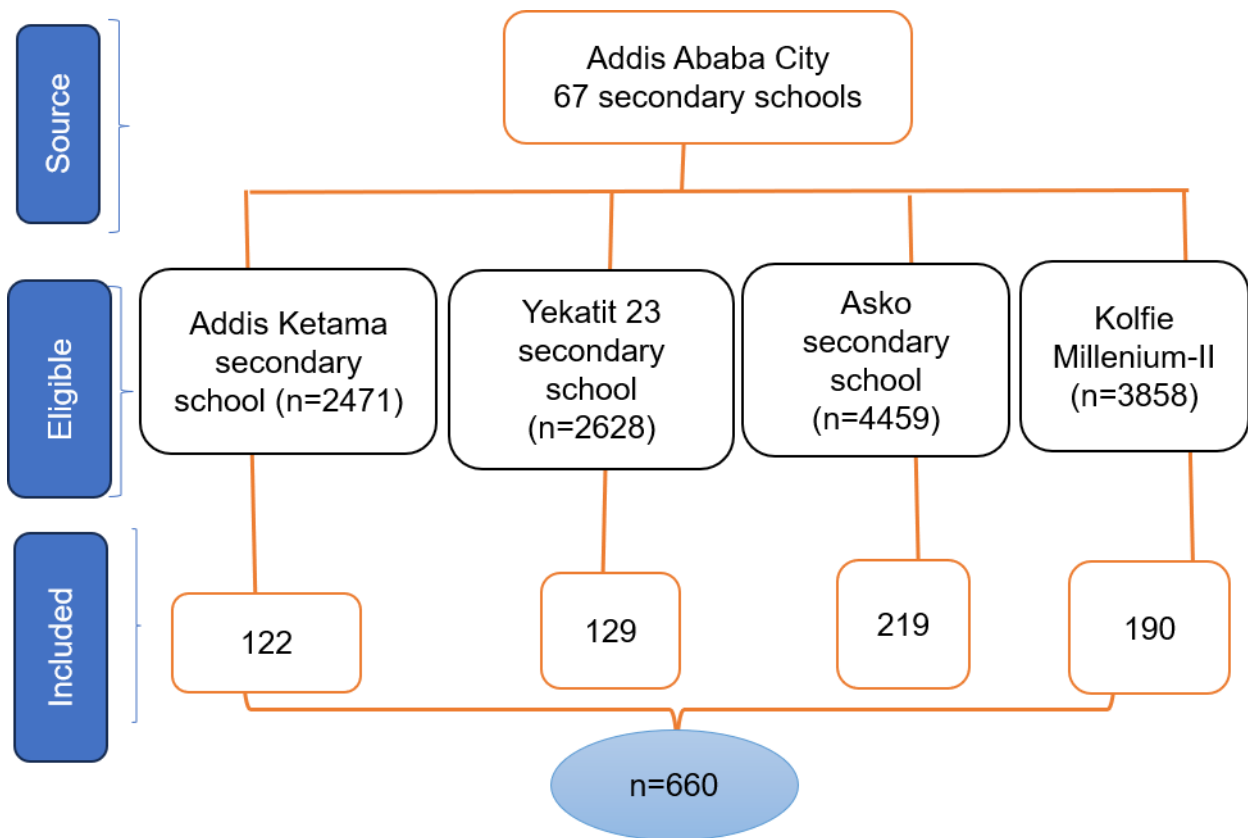 Source
Addis Ababa City
67 secondary schools
Eligible
Addis Ketama
secondary
school (n=2471)
Yekatit 23
secondary
school
(n=2628)
Asko
secondary
school
(n=4459)
Kolfie
Millenium-II
(n=3858)
Included
122
129
219
190
n=660